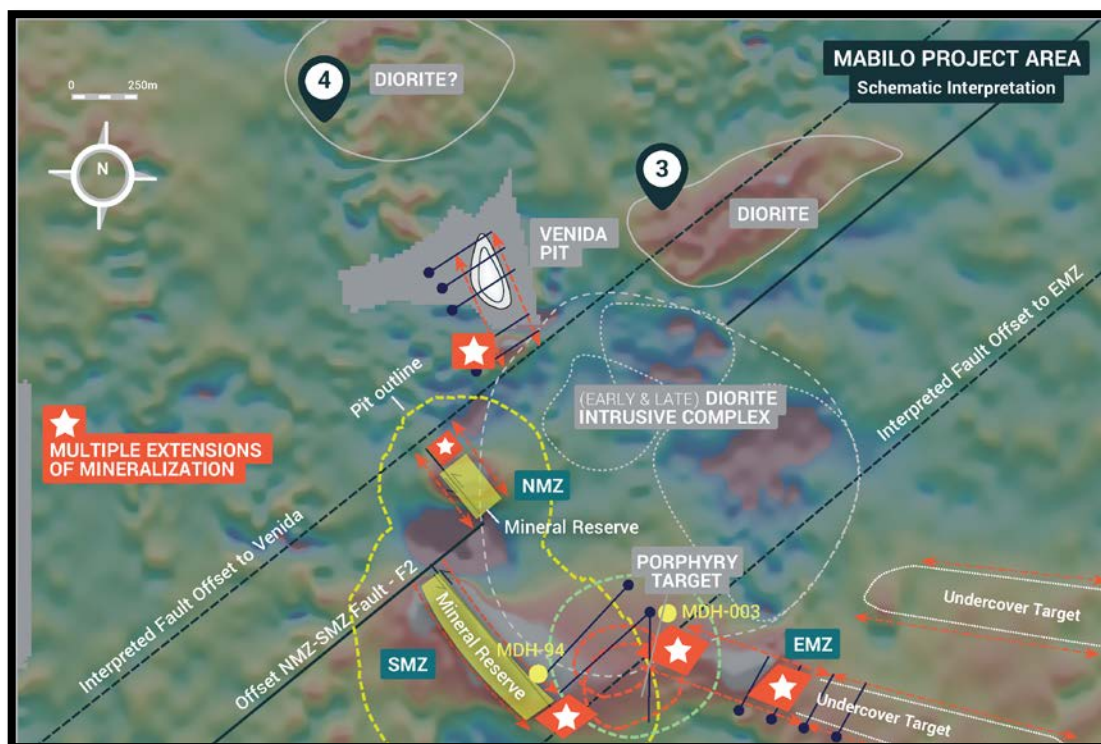 MABILO PROJECT AREA
Schematic Interpretation
0 250m
N
4
DIORITE?
3
DIORITE
VENIDA
PIT
Pit outline
MULTIPLE EXTENSIONS
OF MINERALIZATION
(EARLY & LATE) DIORITE
INTRUSIVE COMPLEX
Interpreted Fault Offset to EMZ
NMZ
Mineral Reserve
Interpreted Fault Offset to Venida
Offset NMZ-SMZ Fault - F2
PORPHYRY
TARGET
MDH-003
MDH-94
SMZ
Mineral Reserve
EMZ
Undercover Target
Undercover Target